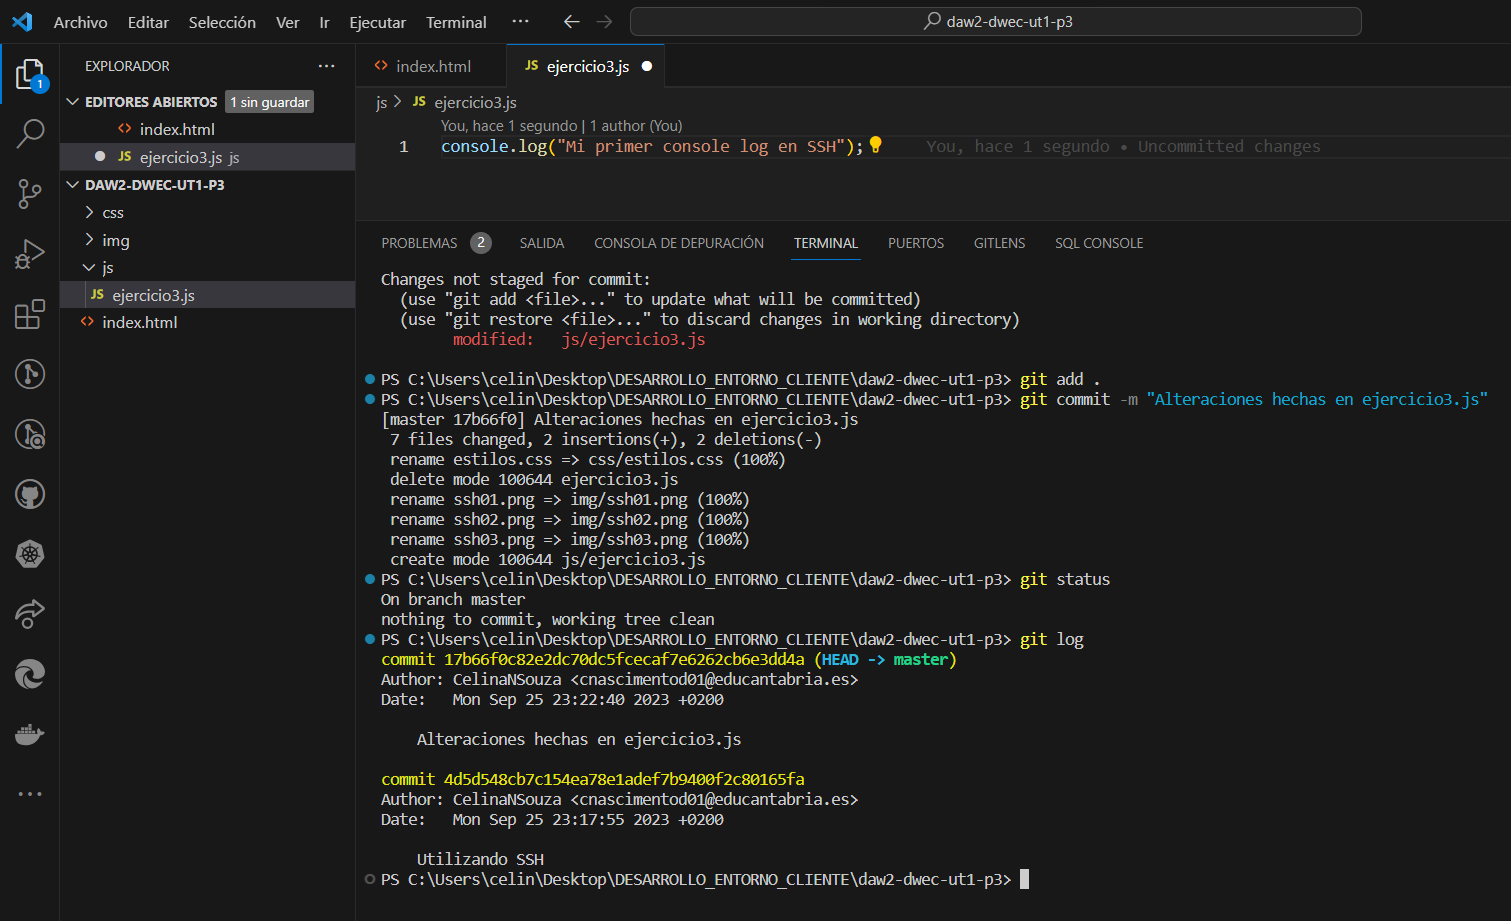 Archivo Editar Selección Ver Ir Ejecutar Terminal ··· daw2-dwec-ut1-p3
EXPLORADOR ···
1
EDITORES ABIERTOS 1 sin guardar
index.html
ejercicio3.js js
DAW2-DWEC-UT1-P3
css
img
js
JS ejercicio3.js
index.html
index.html JS ejercicio3.js
js > JS ejercicio3.js
You, hace 1 segundo | 1 author (You)
1 console.log("Mi primer console log en SSH"); You, hace 1 segundo • Uncommitted changes
PROBLEMAS 2 SALIDA CONSOLA DE DEPURACIÓN TERMINAL PUERTOS GITLENS SQL CONSOLE
Changes not staged for commit:
(use "git add <file>..." to update what will be committed)
(use "git restore <file>..." to discard changes in working directory)
modified: js/ejercicio3.js
PS C:\Users\celin\Desktop\DESARROLLO_ENTORNO_CLIENTE\daw2-dwec-ut1-p3> git add .
PS C:\Users\celin\Desktop\DESARROLLO_ENTORNO_CLIENTE\daw2-dwec-ut1-p3> git commit -m "Alteraciones hechas en ejercicio3.js"
[master 17b66f0] Alteraciones hechas en ejercicio3.js
7 files changed, 2 insertions(+), 2 deletions(-)
rename estilos.css => css/estilos.css (100%)
delete mode 100644 ejercicio3.js
rename ssh01.png => img/ssh01.png (100%)
rename ssh02.png => img/ssh02.png (100%)
rename ssh03.png => img/ssh03.png (100%)
create mode 100644 js/ejercicio3.js
PS C:\Users\celin\Desktop\DESARROLLO_ENTORNO_CLIENTE\daw2-dwec-ut1-p3> git status
On branch master
nothing to commit, working tree clean
PS C:\Users\celin\Desktop\DESARROLLO_ENTORNO_CLIENTE\daw2-dwec-ut1-p3> git log
commit 17b66f0c82e2dc70dc5fcecaf7e6262cb6e3dd4a (HEAD -> master)
Author: CelinaNSouza <cnascimentod01@educantabria.es>
Date: Mon Sep 25 23:22:40 2023 +0200
Alteraciones hechas en ejercicio3.js
commit 4d5d548cb7c154ea78e1adef7b9400f2c80165fa
Author: CelinaNSouza <cnascimentod01@educantabria.es>
Date: Mon Sep 25 23:17:55 2023 +0200
Utilizando SSH
PS C:\Users\celin\Desktop\DESARROLLO_ENTORNO_CLIENTE\daw2-dwec-ut1-p3>